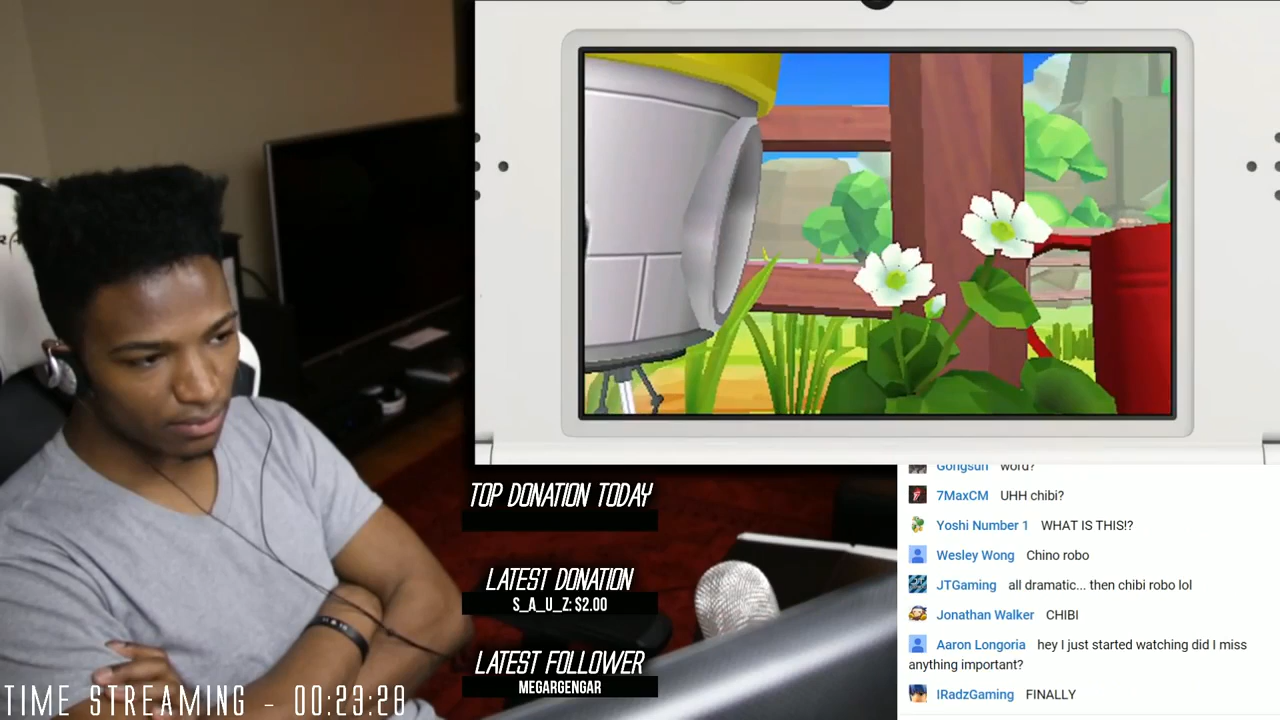 TOP DONATION TODAY
LATEST DONATION
S_A_U_Z: $2.00
LATEST FOLLOWER
MEGARGENGAR
TIME STREAMING - 00:23:28
Gongsun word?
7MaxCM UHH chibi?
Yoshi Number 1 WHAT IS THIS!?
Wesley Wong Chino robo
JTGaming all dramatic... then chibi robo lol
Jonathan Walker CHIBI
Aaron Longoria hey I just started watching did I miss
anything important?
IRadzGaming FINALLY